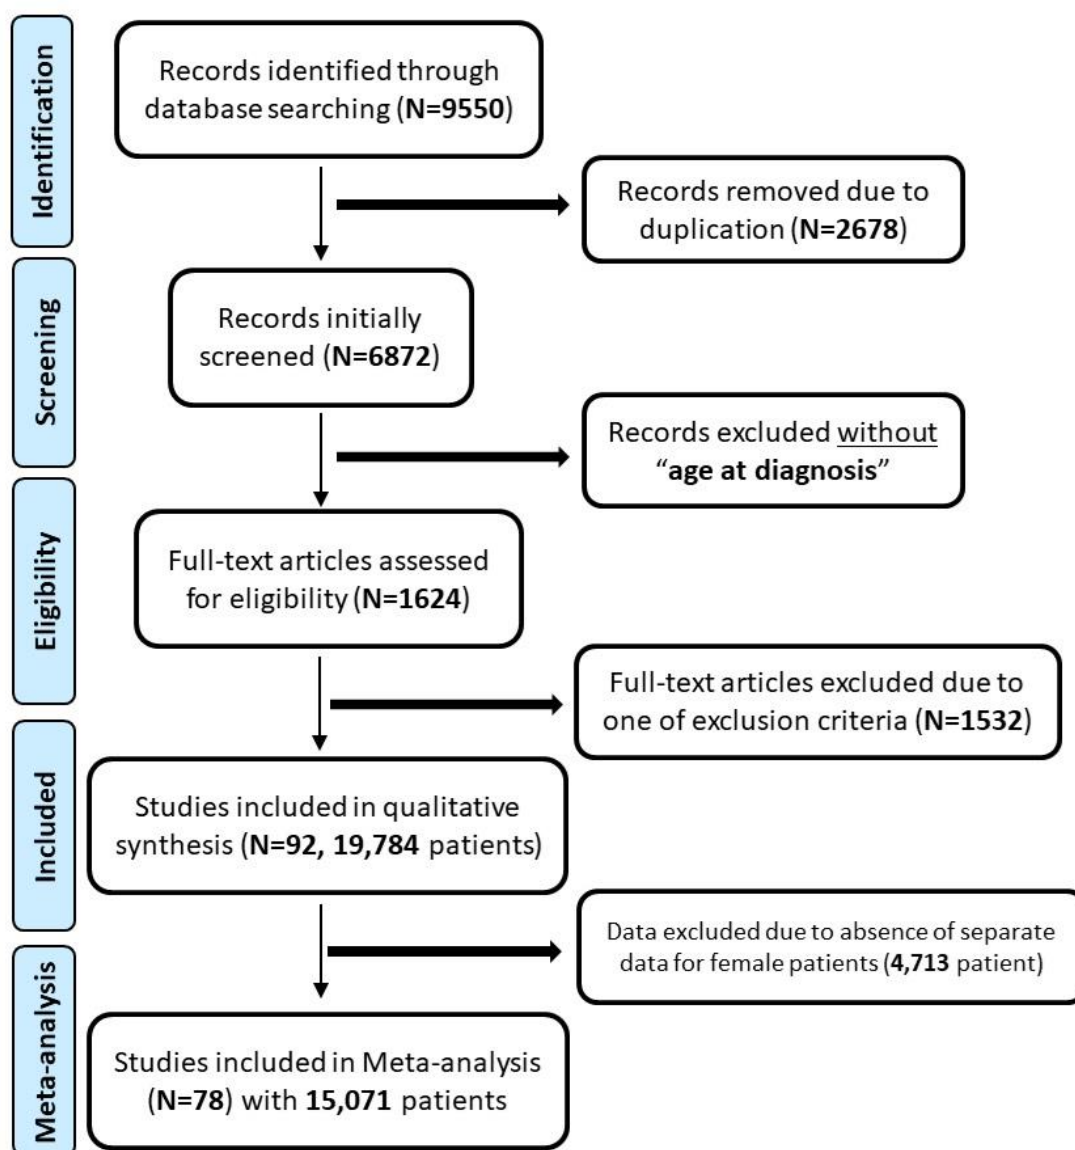 Identification
Records identified through
database searching (N=9550)
Records removed due to
duplication (N=2678)
Screening
Records initially
screened (N=6872)
Records excluded without
“age at diagnosis”
Eligibility
Full-text articles assessed
for eligibility (N=1624)
Full-text articles excluded due to
one of exclusion criteria (N=1532)
Included
Studies included in qualitative
synthesis (N=92, 19,784 patients)
Data excluded due to absence of separate
data for female patients (4,713 patient)
Meta-analysis
Studies included in Meta-analysis
(N=78) with 15,071 patients